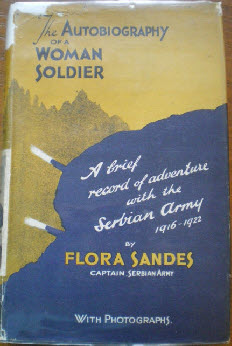 The AUTOBIOGRAPHY
OF A
WOMAN
SOLDIER
A brief
record of adventure
with the
Serbian Army
1916-1922
BY
FLORA SANDES
CAPTAIN SERBIAN ARMY
WITH PHOTOGRAPHS.